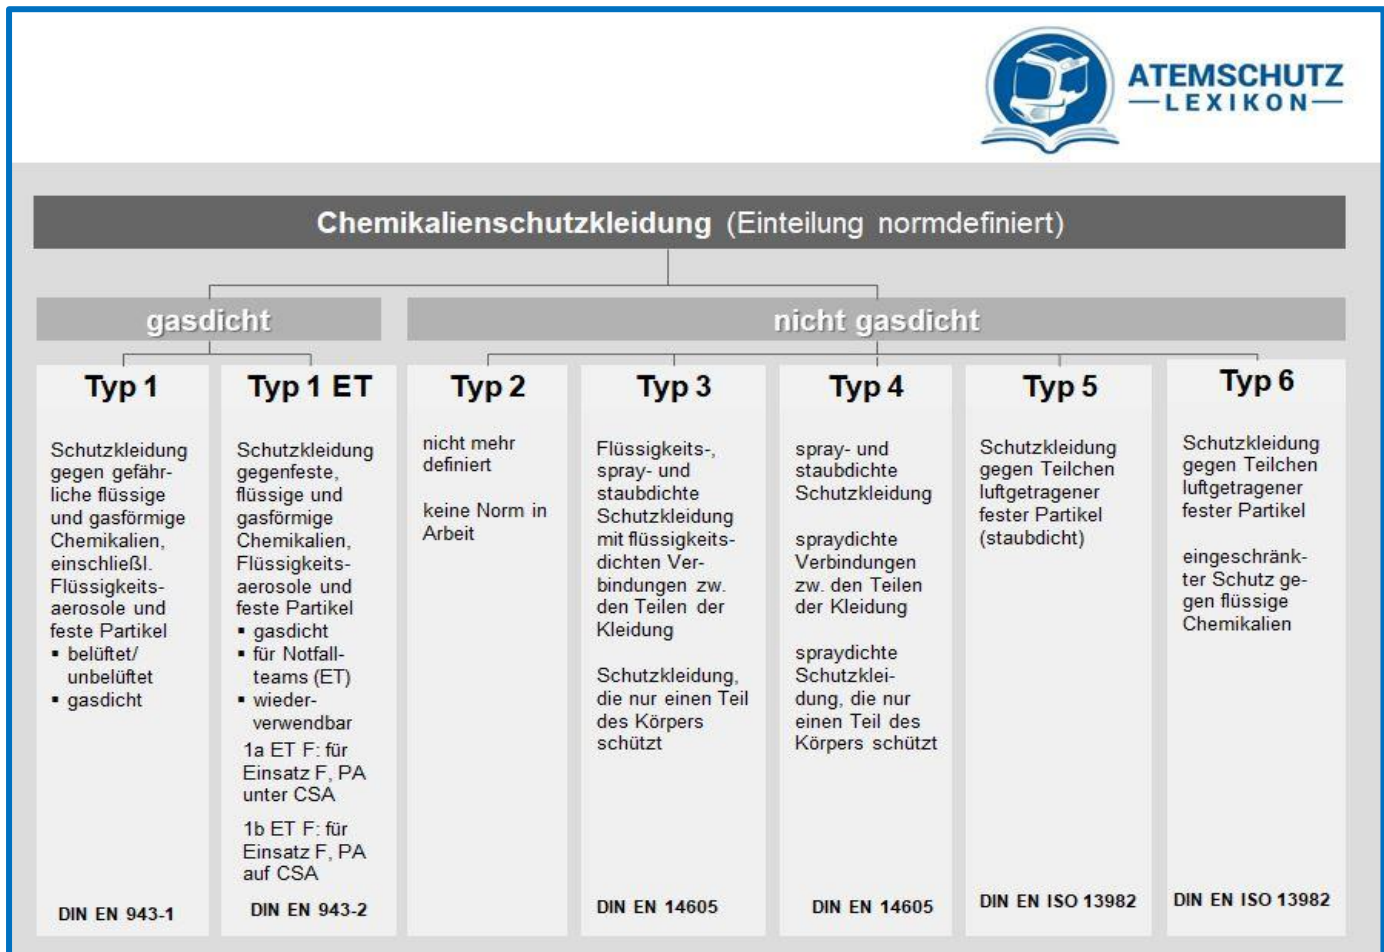 ATEMSCHUTZ
LEXIKON
Chemikalienschutzkleidung (Einteilung normdefiniert)
gasdicht
nicht gasdicht
Typ 1
Schutzkleidung
gegen gefähr-
liche flüssige
und gasförmige
Chemikalien,
einschließl.
Flüssigkeits-
aerosole und
feste Partikel
▪ belüftet/
unbelüftet
▪ gasdicht
DIN EN 943-1
Typ 1 ET
Schutzkleidung
gegenfeste,
flüssige und
gasförmige
Chemikalien,
Flüssigkeits-
aerosole und
feste Partikel
▪ gasdicht
▪ für Notfall-
teams (ET)
▪ wieder-
verwendbar
1a ET F: für
Einsatz F, PA
unter CSA
1b ET F: für
Einsatz F, PA
auf CSA
DIN EN 943-2
Typ 2
nicht mehr
definiert
keine Norm in
Arbeit
Typ 3
Flüssigkeits-,
spray- und
staubdichte
Schutzkleidung
mit flüssigkeits-
dichten Ver-
bindungen zw.
den Teilen der
Kleidung
Schutzkleidung,
die nur einen Teil
des Körpers
schützt
DIN EN 14605
Typ 4
spray- und
staubdichte
Schutzkleidung
spraydichte
Verbindungen
zw. den Teilen
der Kleidung
spraydichte
Schutzklei-
dung, die nur
einen Teil des
Körpers schützt
DIN EN 14605
Typ 5
Schutzkleidung
gegen Teilchen
luftgetragener
fester Partikel
(staubdicht)
DIN EN ISO 13982
Typ 6
Schutzkleidung
gegen Teilchen
luftgetragener
fester Partikel
eingeschränk-
ter Schutz ge-
gen flüssige
Chemikalien
DIN EN ISO 13982